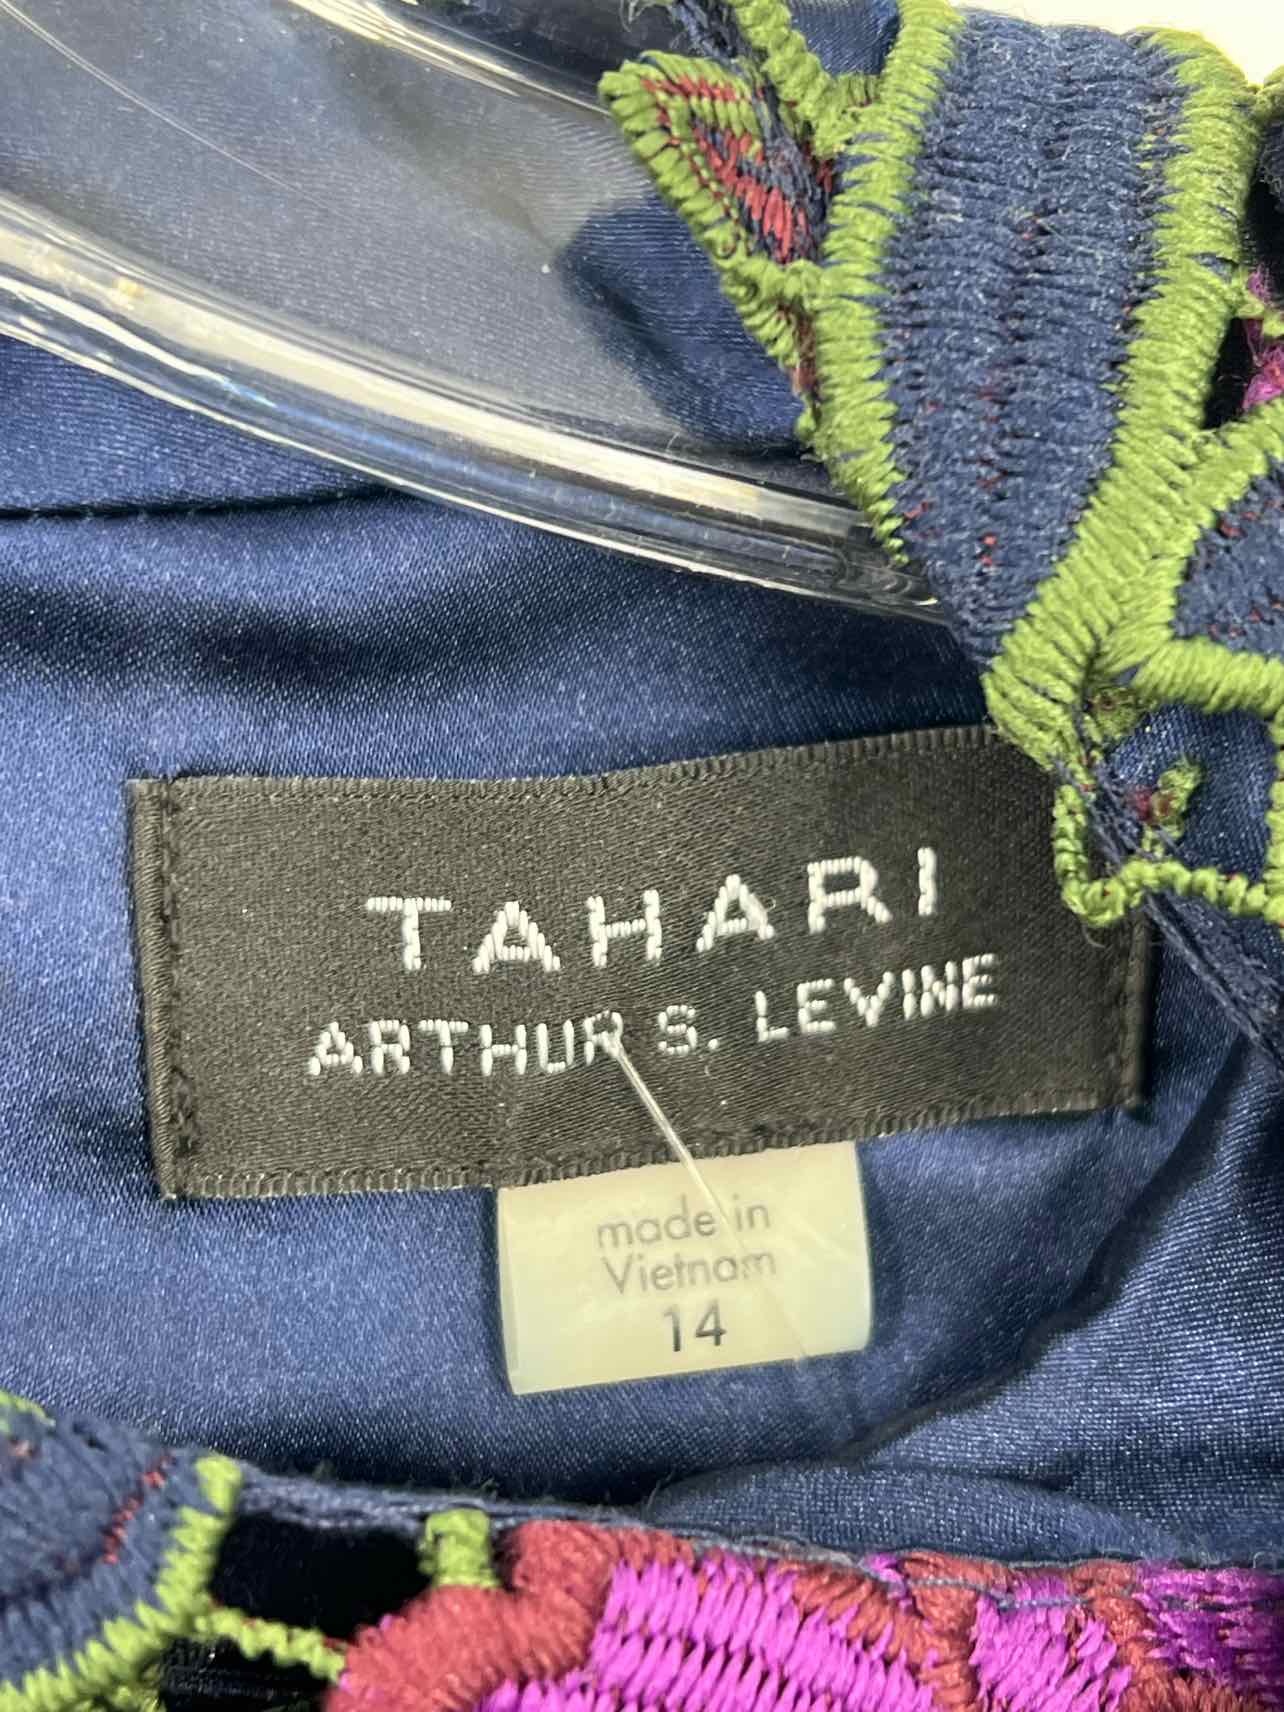 TAHARI
ARTHUR S. LEVINE
made in
Vietnam
14